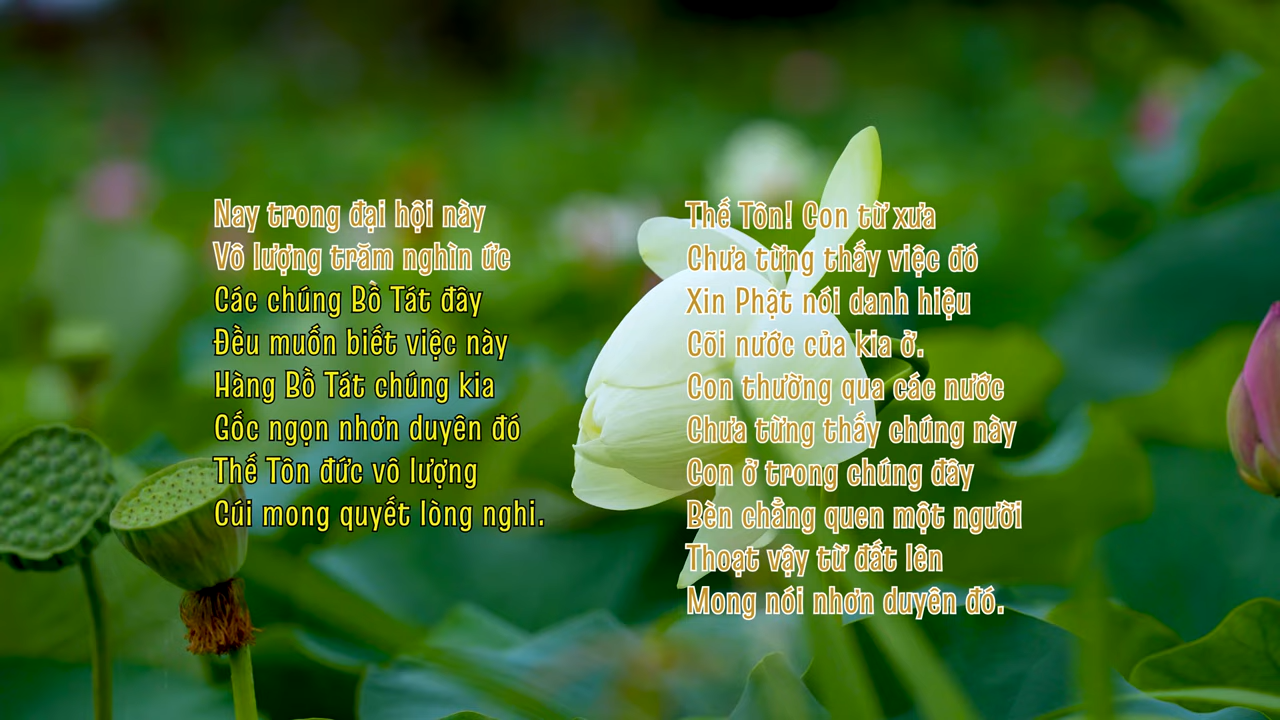 Nay trong đại hội này
Vô lượng trăm nghìn ức
Các chúng Bồ Tát đây
Đều muốn biết việc này
Hàng Bồ Tát chúng kia
Gốc ngọn nhơn duyên đó
Thế Tôn đức vô lượng
Cúi mong quyết lòng nghi.
Thế Tôn! Con từ xưa
Chưa từng thấy việc đó
Xin Phật nói danh hiệu
Cõi nước của kia ở.
Con thường qua các nước
Chưa từng thấy chúng này
Con ở trong chúng đây
Bèn chẳng quen một người
Thoạt vậy từ đất lên
Mong nói nhơn duyên đó.